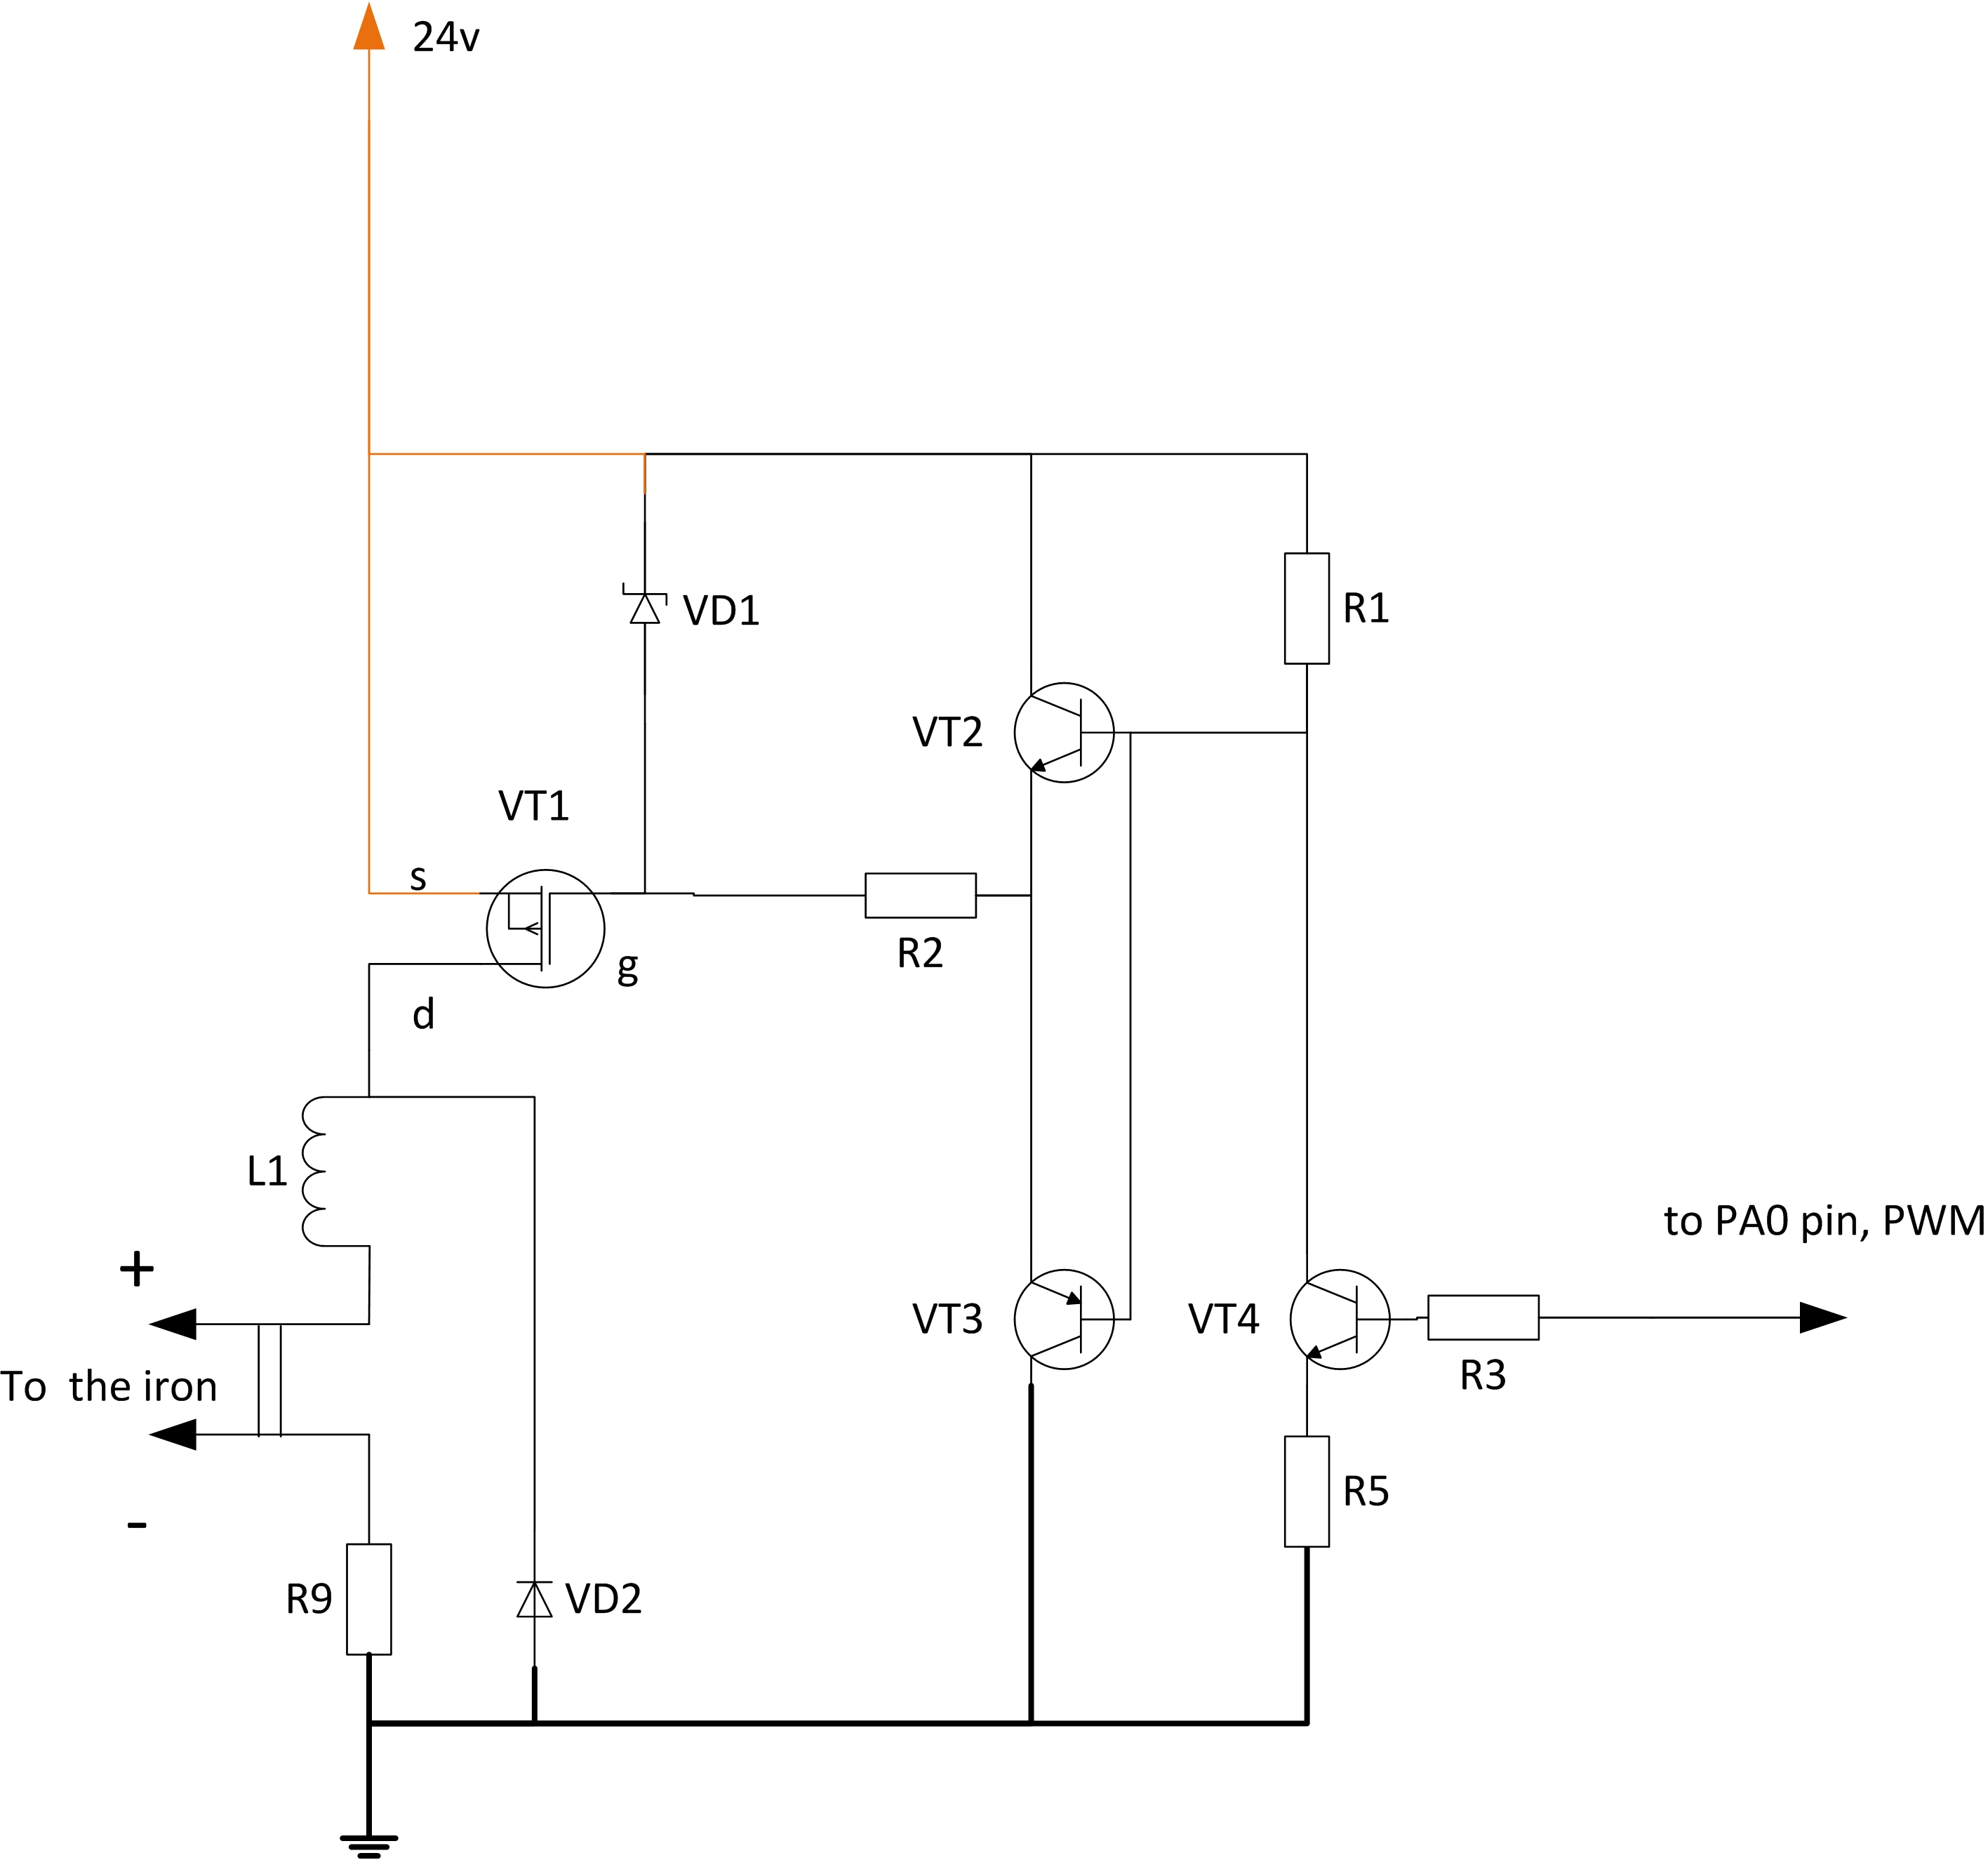 24v
VD1
R1
VT2
VT1
s
R2
g
d
L1
to PA0 pin, PWM
+
VT3
VT4
To the iron
R3
R5
-
R9
VD2